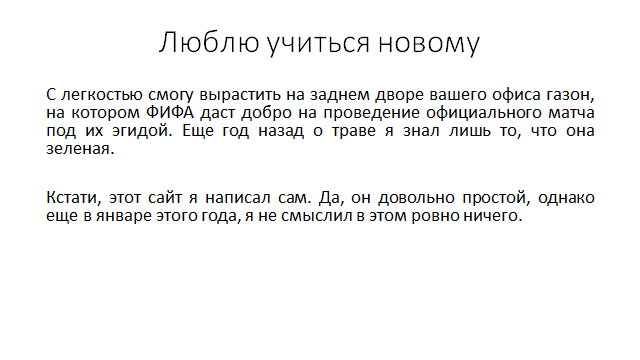 Люблю учиться новому
С легкостью смогу вырастить на заднем дворе вашего офиса газон,
на котором ФИФА даст добро на проведение официального матча
под их эгидой. Еще год назад о траве я знал лишь то, что она
зеленая.
Кстати, этот сайт я написал сам. Да, он довольно простой, однако
еще в январе этого года, я не смыслил в этом ровно ничего.